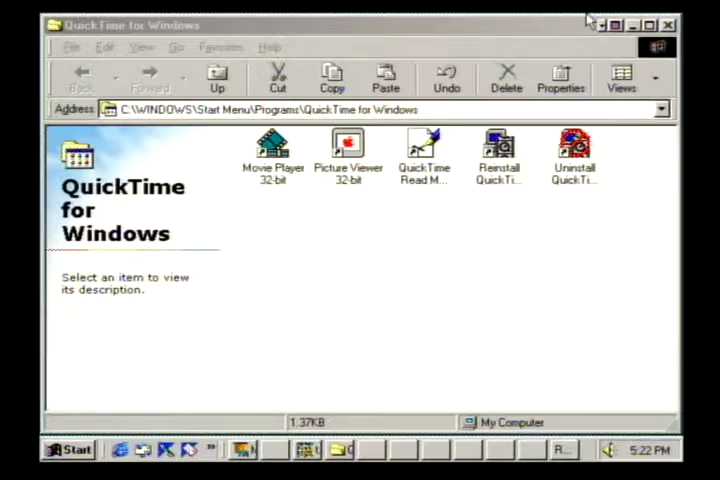 QuickTime for Windows
File Edit View Go Favorites Help
Back Forward Up Cut Copy Paste Undo Delete Properties Views
Address C:\WINDOWS\Start Menu\Programs\QuickTime for Windows
QuickTime
for
Windows
Select an item to view
its description.
Movie Player
32-bit
Picture Viewer
32-bit
QuickTime
Read M...
Reinstall
QuickTi...
Uninstall
QuickTi...
1.37KB My Computer
Start » R... 5:22 PM